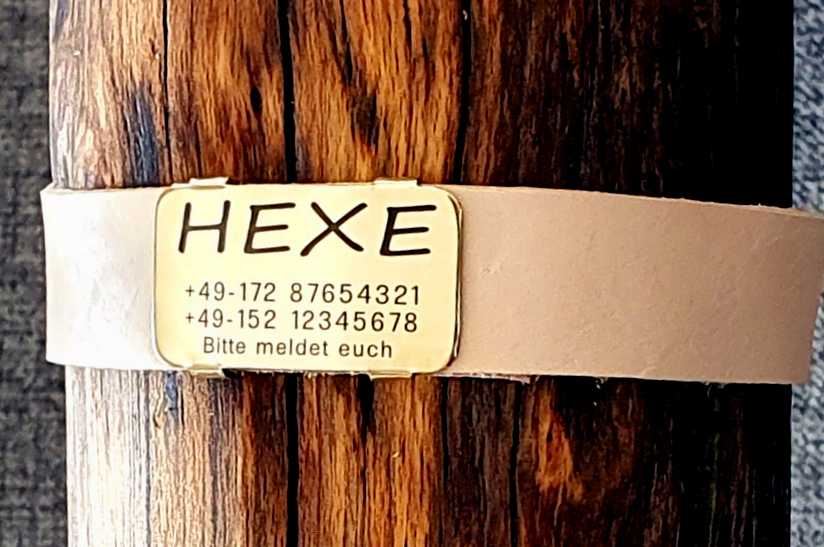 HEXE
+49-172 87654321
+49-152 12345678
Bitte meldet euch